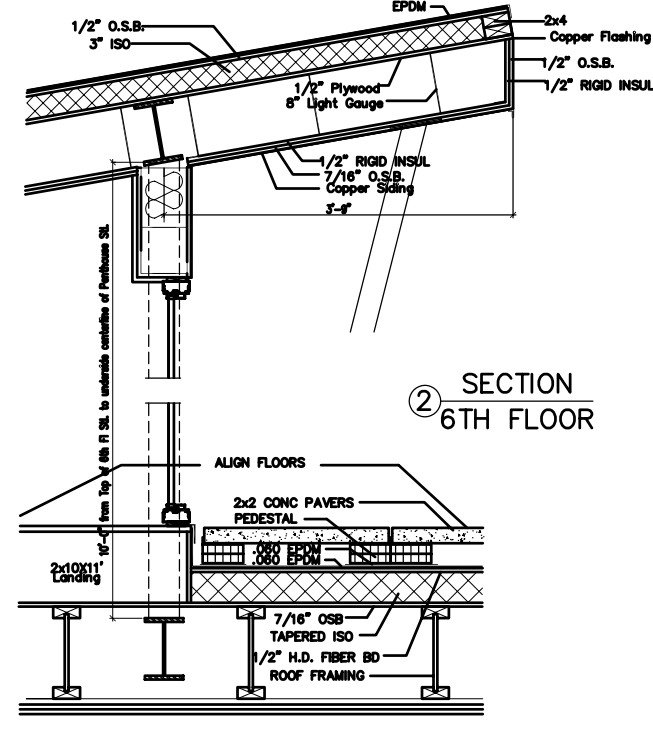 EPDM
1/2" O.S.B.
3" ISO
2x4
Copper Flashing
1/2" O.S.B.
1/2" RIGID INSUL
1/2" Plywood
8" Light Gauge
1/2" RIGID INSUL
7/16" O.S.B.
Copper Siding
3'-9"
10'-0" from Top of 6th Fl Stl. to underside centerline of Penthouse Stl.
2 SECTION
6TH FLOOR
ALIGN FLOORS
2x2 CONC PAVERS
PEDESTAL
.060 EPDM
.060 EPDM
2x10X11'
Landing
7/16" OSB
TAPERED ISO
1/2" H.D. FIBER BD
ROOF FRAMING